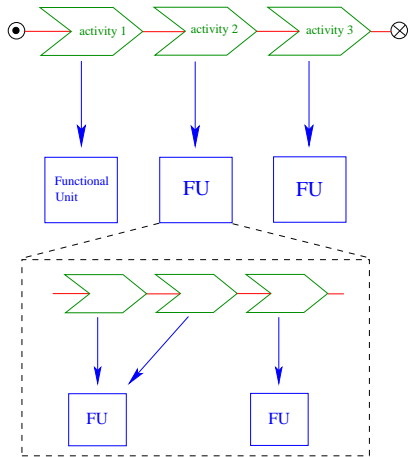 activity 1
activity 2
activity 3
Functional
Unit
FU
FU
FU
FU